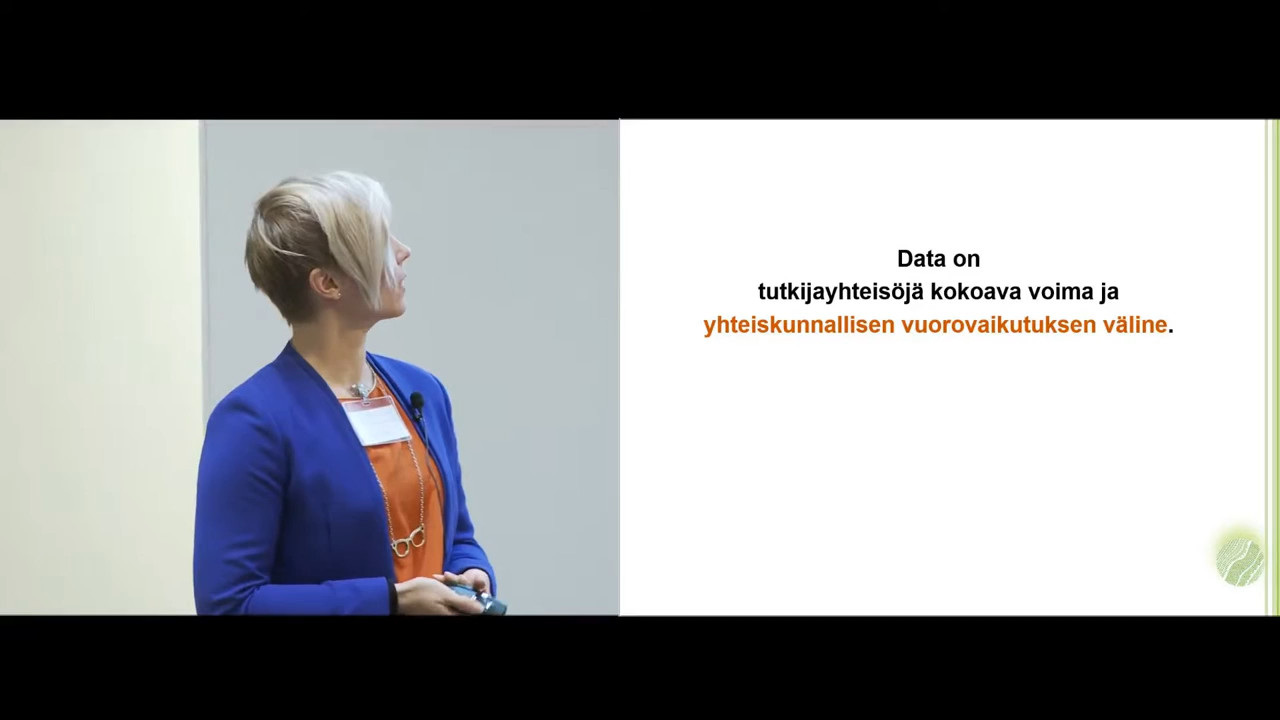 Data on
tutkijayhteisöjä kokoava voima ja
yhteiskunnallisen vuorovaikutuksen väline.